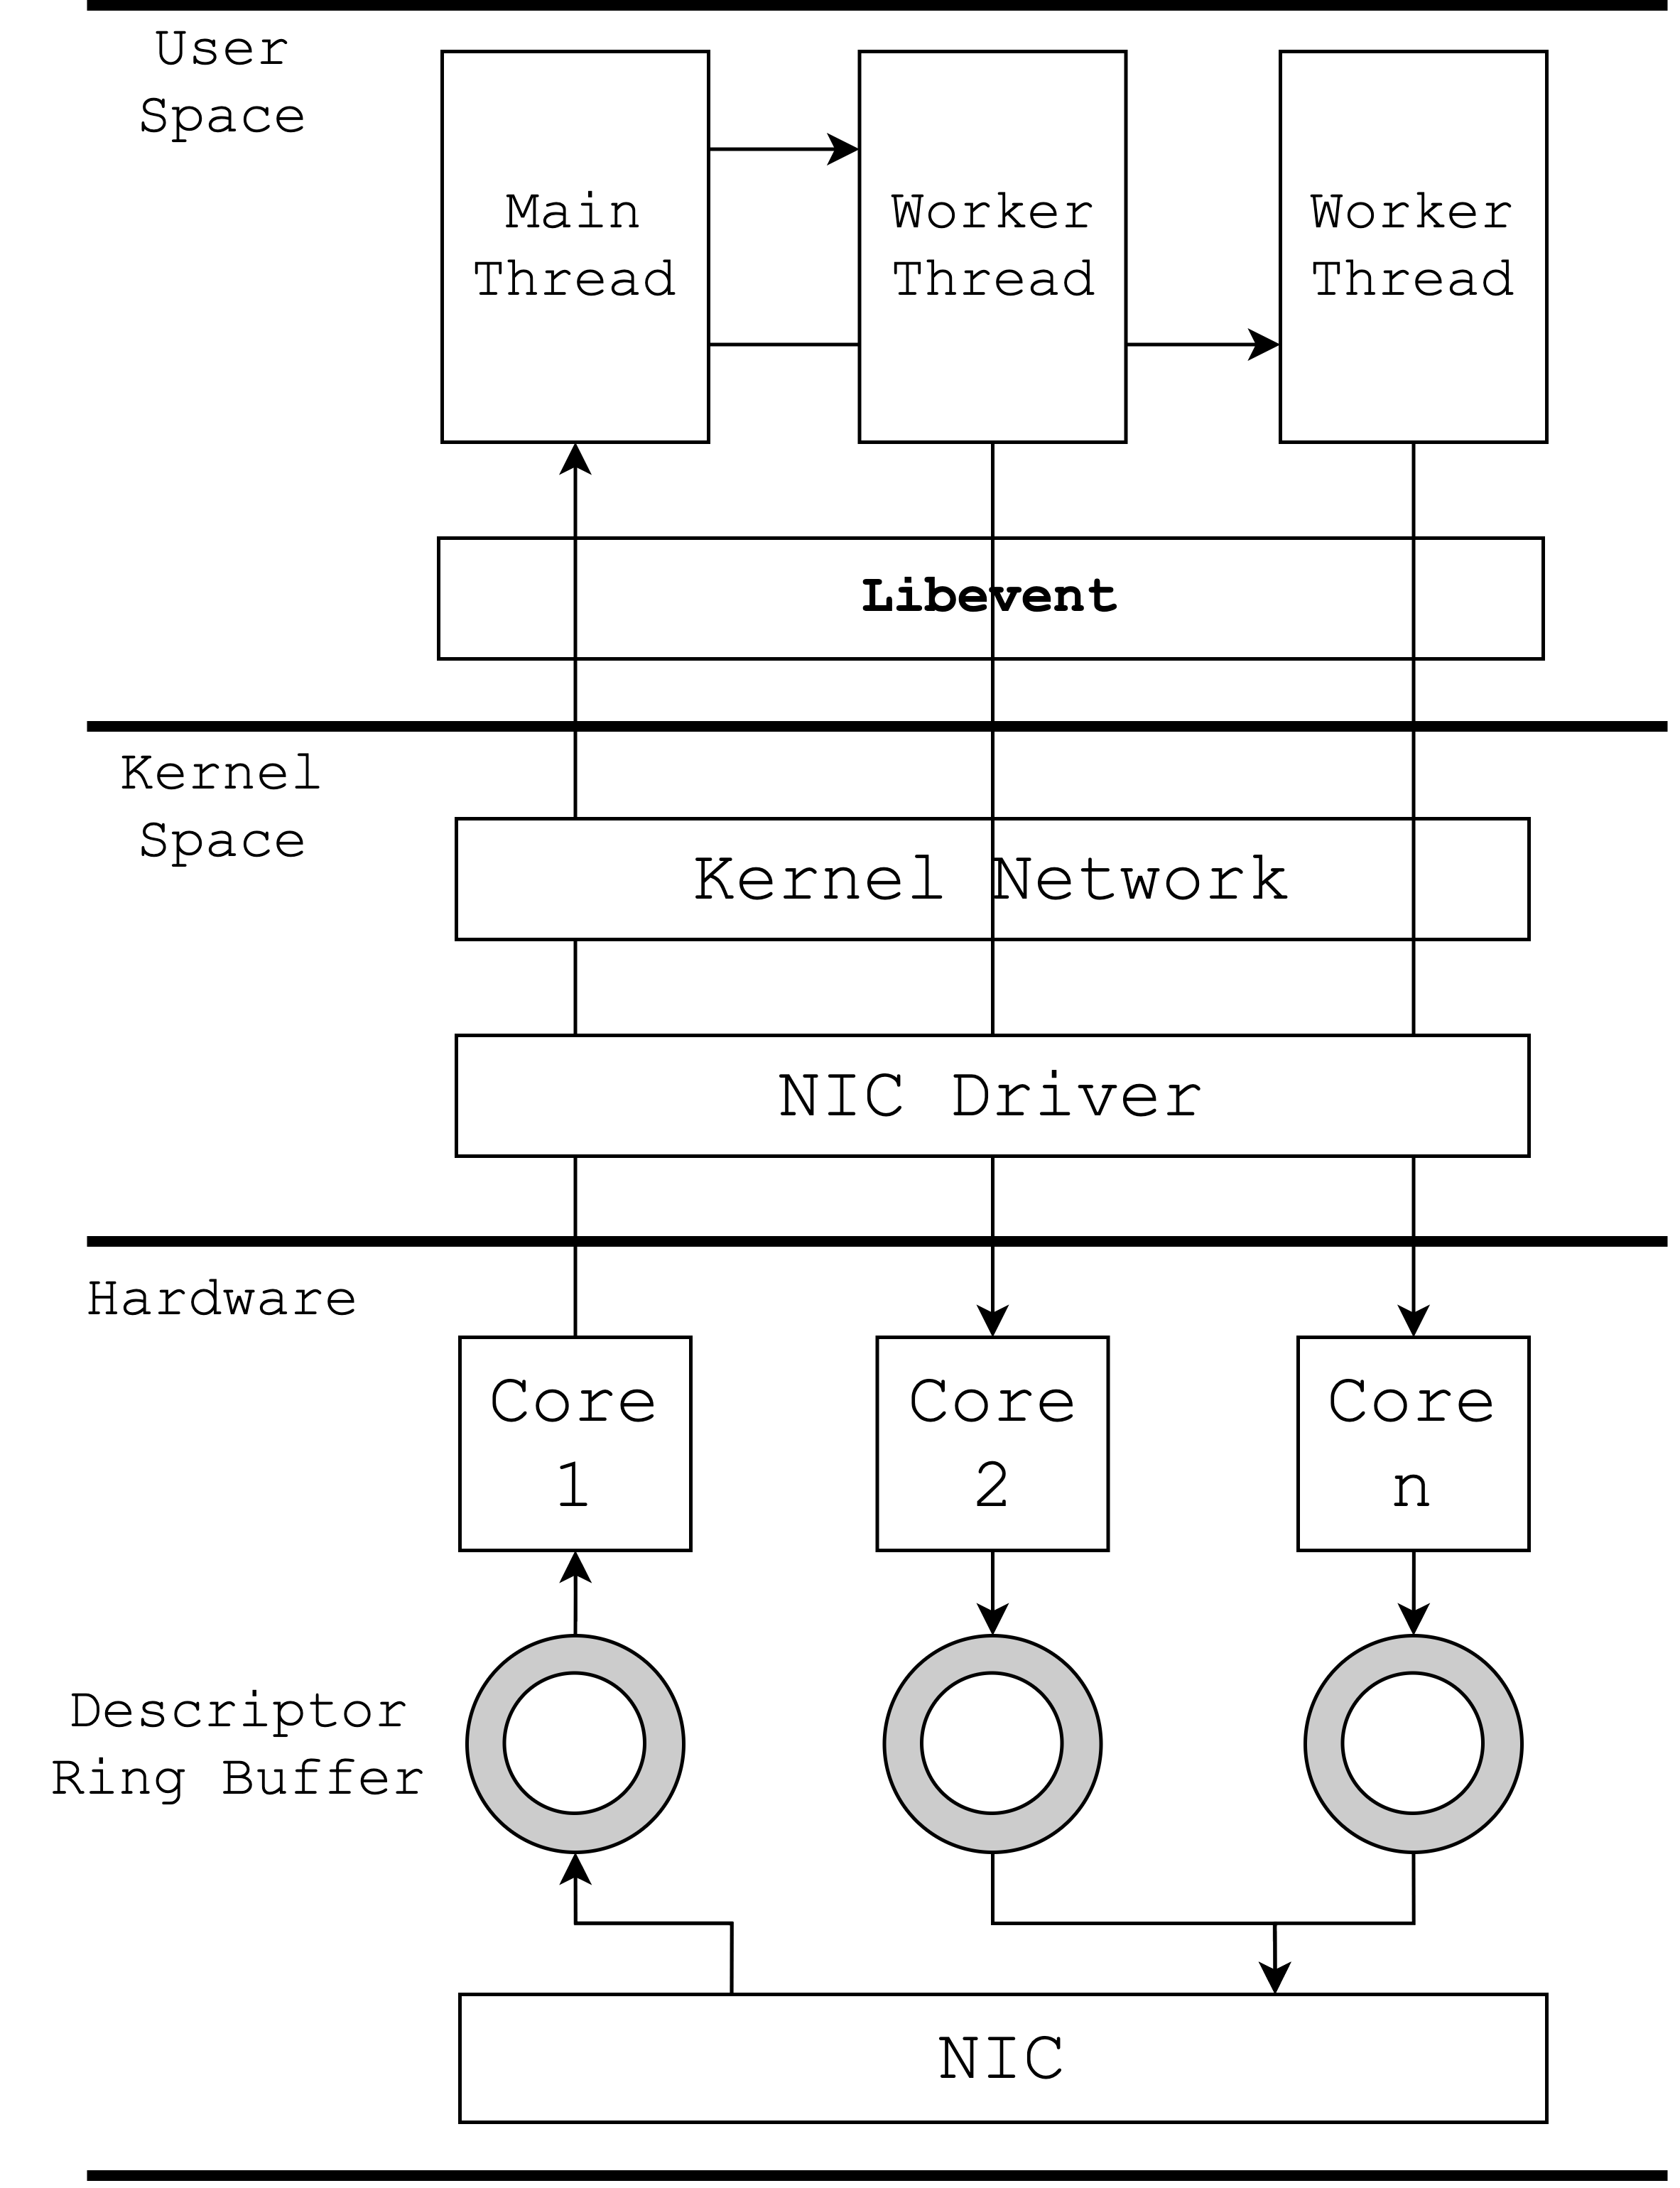 User
Space
Main
Thread
Worker
Thread
Worker
Thread
Libevent
Kernel
Space
Kernel Network
NIC Driver
Hardware
Core
1
Core
2
Core
n
Descriptor
Ring Buffer
NIC